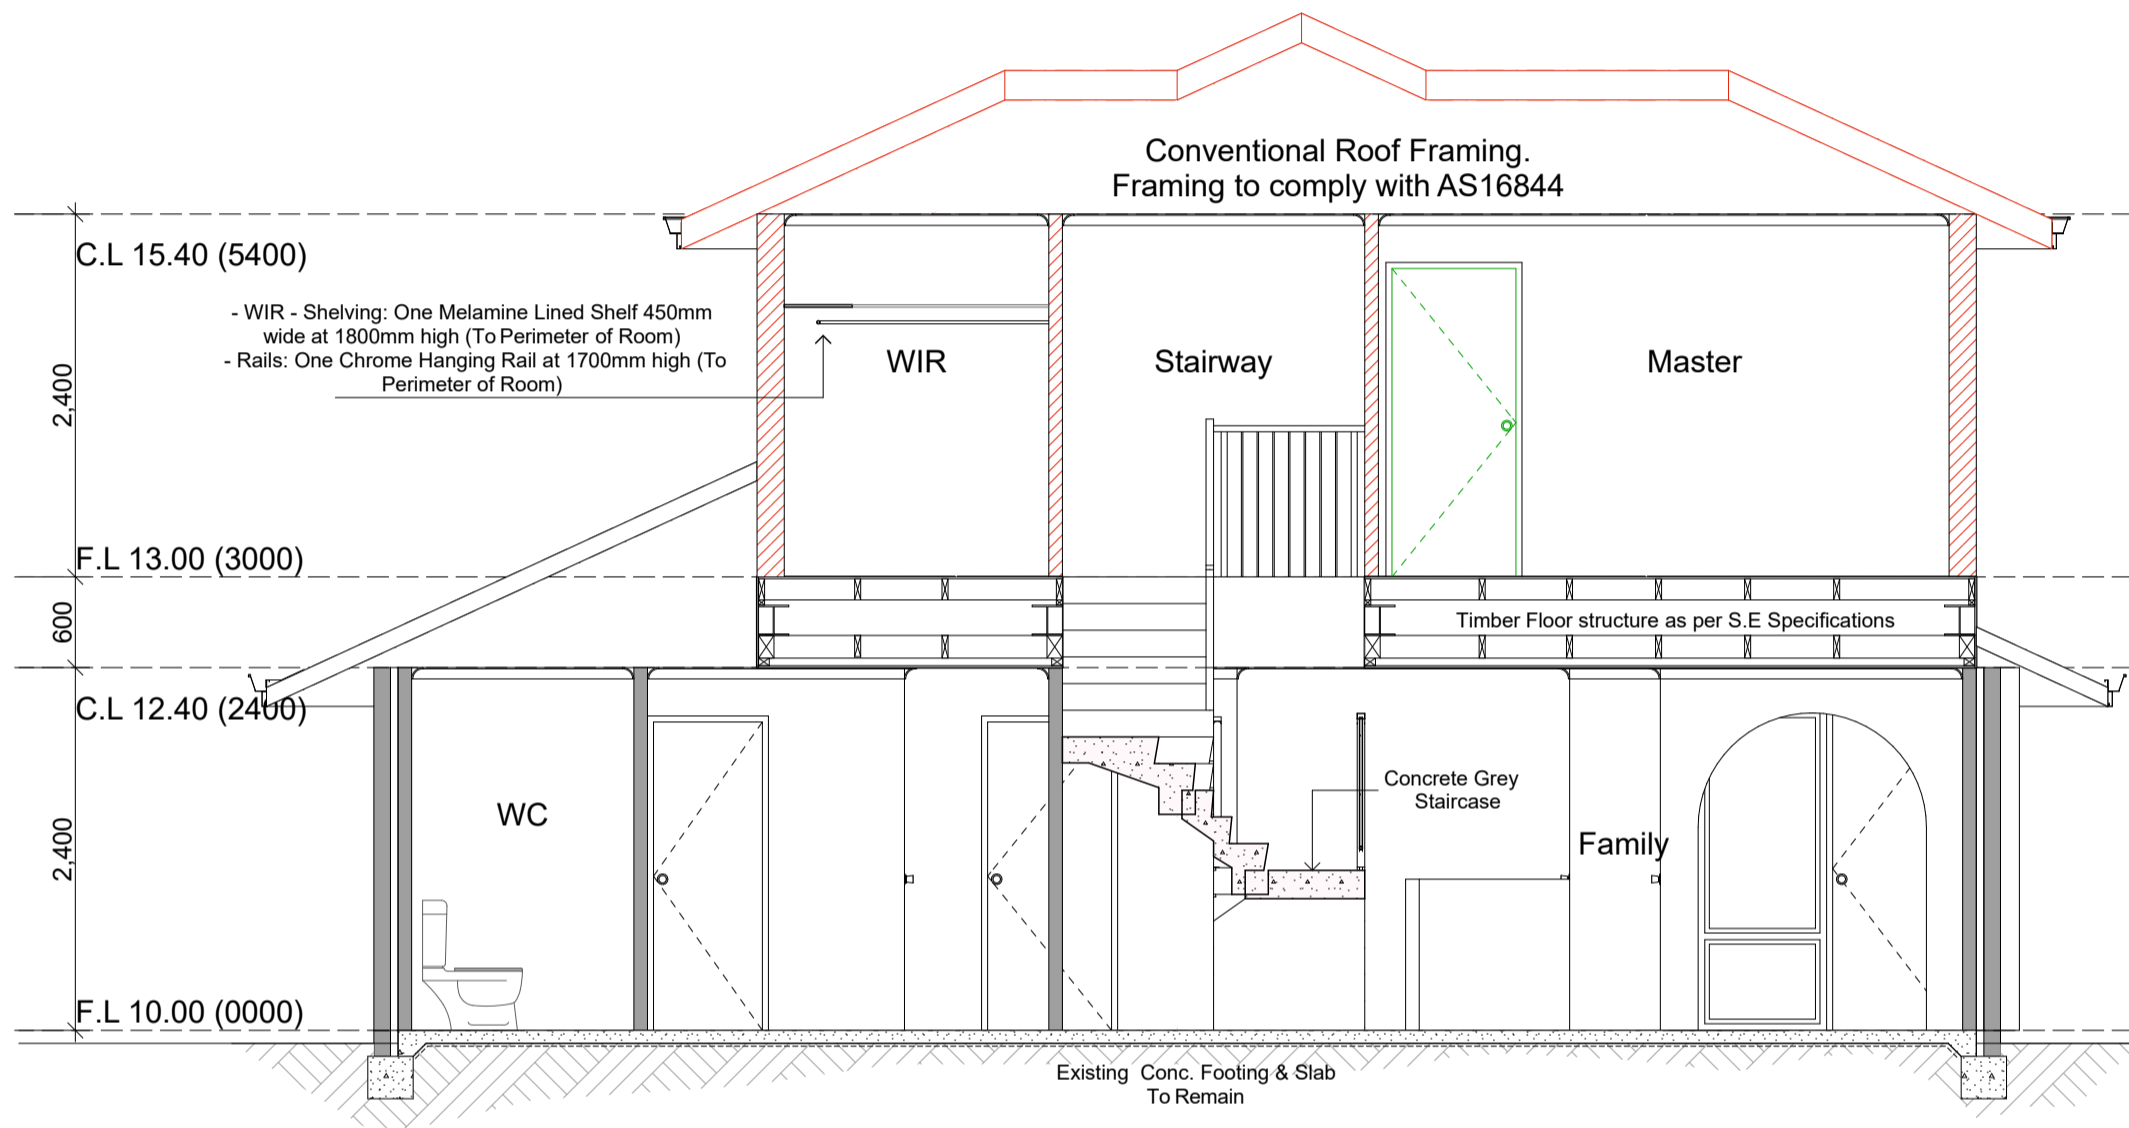 Conventional Roof Framing.
Framing to comply with AS16844
C.L 15.40 (5400)
- WIR - Shelving: One Melamine Lined Shelf 450mm
wide at 1800mm high (To Perimeter of Room)
- Rails: One Chrome Hanging Rail at 1700mm high (To
Perimeter of Room)
WIR
Stairway
Master
2,400
F.L 13.00 (3000)
600
Timber Floor structure as per S.E Specifications
C.L 12.40 (2400)
Concrete Grey
Staircase
WC
Family
2,400
F.L 10.00 (0000)
Existing Conc. Footing & Slab
To Remain